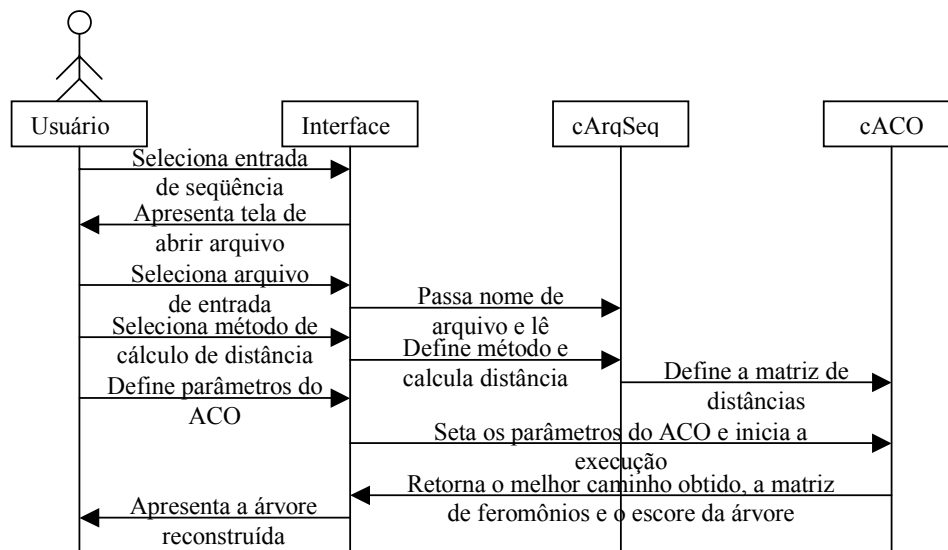 Usuário
Interface
cArqSeq
cACO
Seleciona entrada
de seqüência
Apresenta tela de
abrir arquivo
Seleciona arquivo
de entrada
Passa nome de
arquivo e lê
Seleciona método de
cálculo de distância
Define método e
calcula distância
Define a matriz de
distâncias
Define parâmetros do
ACO
Seta os parâmetros do ACO e inicia a
execução
Retorna o melhor caminho obtido, a matriz
de feromônios e o escore da árvore
Apresenta a árvore
reconstruída